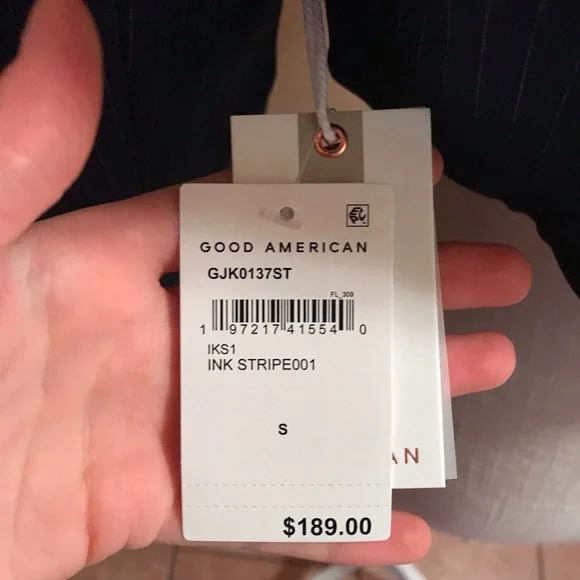 GOOD AMERICAN
GJK0137ST
FL_309
1 97217 41554 0
IKS1
INK STRIPE001
S
AN
$189.00